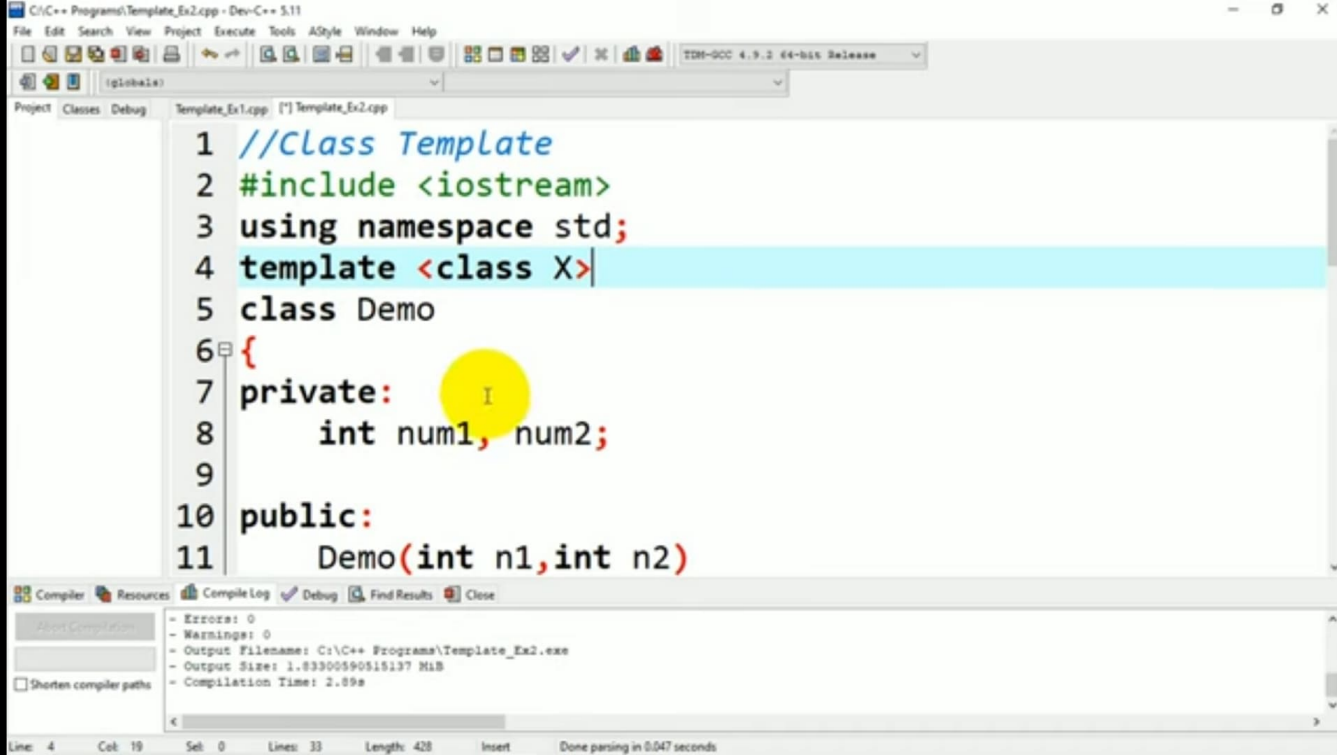 C:\C++ Programs\Template_Ex2.cpp - Dev-C++ 5.11
File Edit Search View Project Execute Tools AStyle Window Help
TDM-GCC 4.9.2 64-bit Release
(globals)
Project Classes Debug Template_Ex1.cpp [*] Template_Ex2.cpp
1 //Class Template
2 #include <iostream>
3 using namespace std;
4 template <class X>
5 class Demo
6 {
7 private:
8 int num1, num2;
9
10 public:
11 Demo(int n1,int n2)
Compiler Resources Compile Log Debug Find Results Close
Abort Compilation
- Errors: 0
- Warnings: 0
- Output Filename: C:\C++ Programs\Template_Ex2.exe
- Output Size: 1.83300590515137 MiB
- Compilation Time: 2.89s
Shorten compiler paths
Line: 4 Col: 19 Sel: 0 Lines: 33 Length: 428 Insert Done parsing in 0.047 seconds